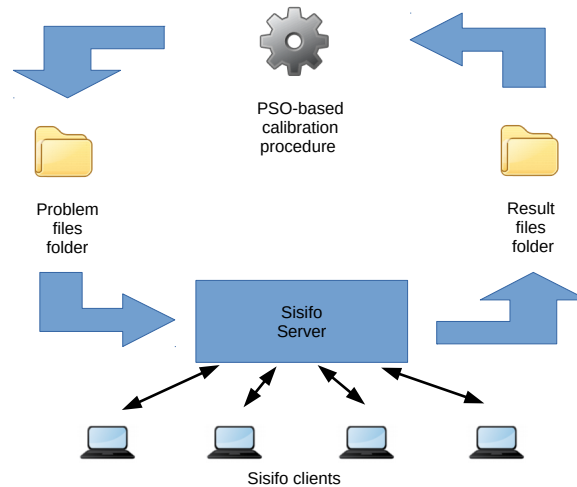 PSO-based
calibration
procedure
Problem
files
folder
Result
files
folder
Sisifo
Server
Sisifo clients